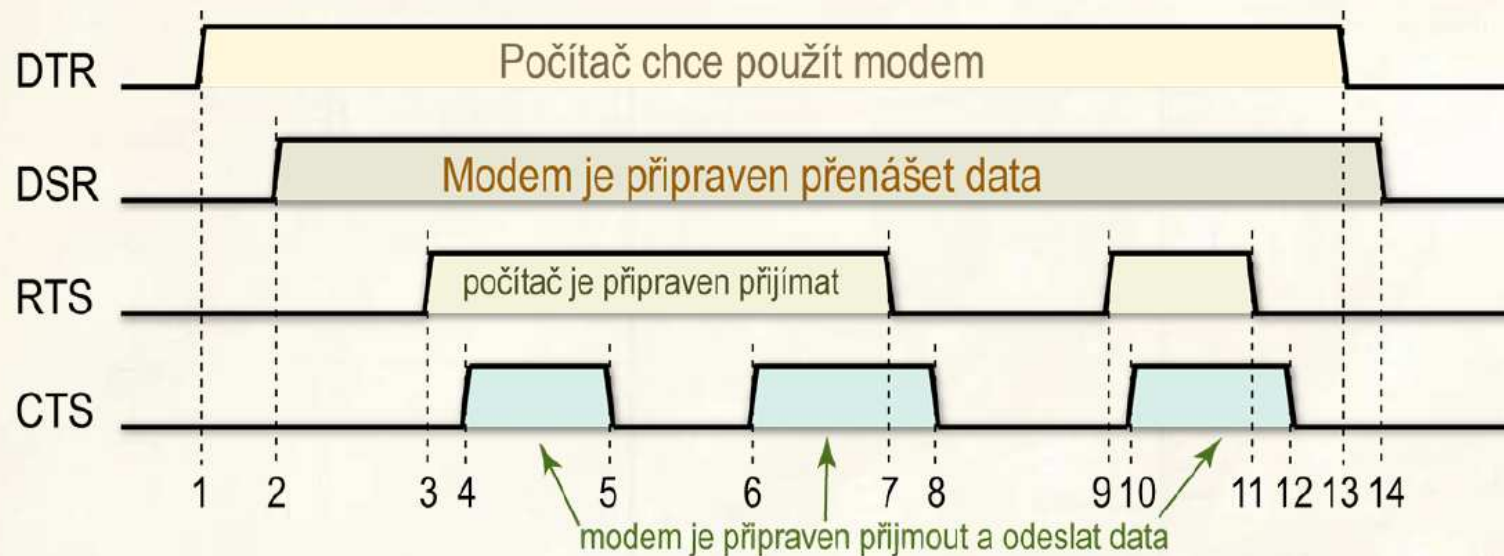 DTR
Počítač chce použít modem
DSR
Modem je připraven přenášet data
RTS
počítač je připraven přijímat
CTS
1 2 3 4 5 6 7 8 9 10 11 12 13 14
modem je připraven přijmout a odeslat data